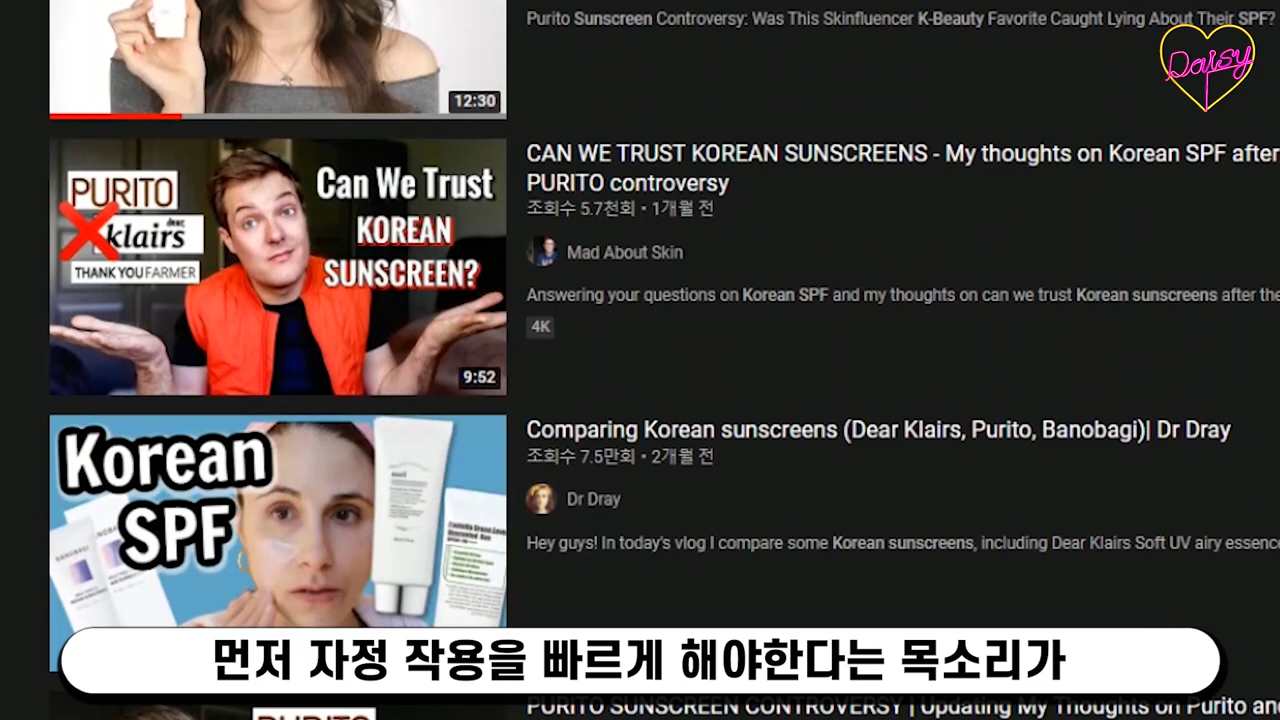 Purito Sunscreen Controversy: Was This Skinfluencer K-Beauty Favorite Caught Lying About Their SPF?
Daisy
12:30
CAN WE TRUST KOREAN SUNSCREENS - My thoughts on Korean SPF after
PURITO controversy
조회수 5.7천회 • 1개월 전
Mad About Skin
Answering your questions on Korean SPF and my thoughts on can we trust Korean sunscreens after the
4K
PURITO
dear,
klairs
THANK YOU FARMER
Can We Trust
KOREAN
SUNSCREEN?
9:52
Comparing Korean sunscreens (Dear Klairs, Purito, Banobagi)| Dr Dray
조회수 7.5만회 • 2개월 전
Dr Dray
Hey guys! In today's vlog I compare some Korean sunscreens, including Dear Klairs Soft UV airy essence
Korean
SPF
먼저 자정 작용을 빠르게 해야한다는 목소리가
PURITO SUNSCREEN CONTROVERSY | Updating My Thoughts on Purito and
PURITO